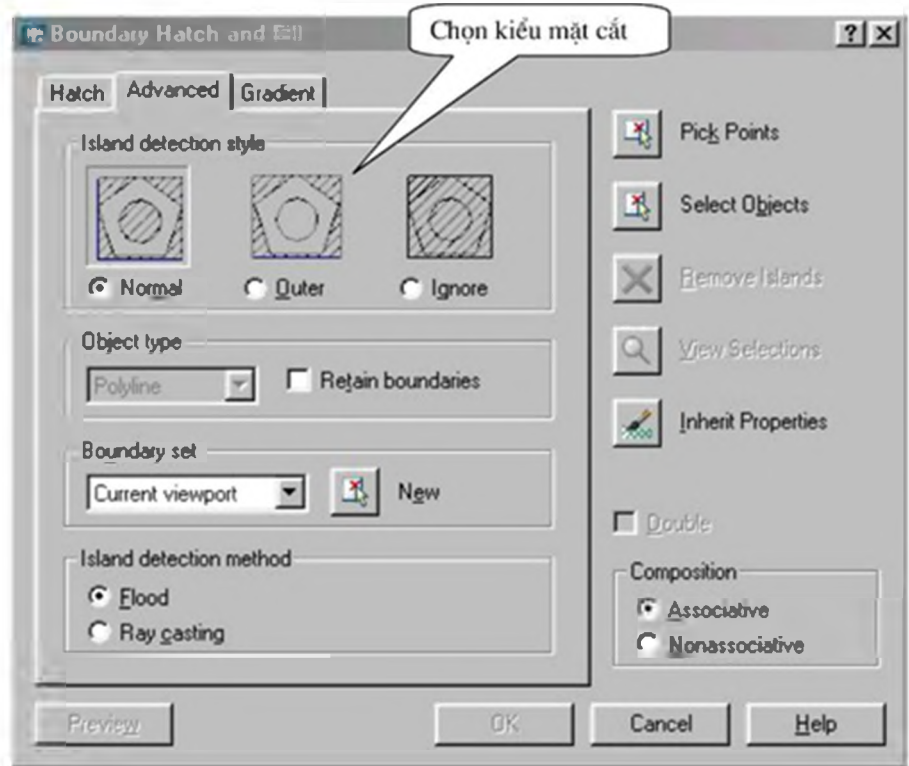 Boundary Hatch and Fill
Chọn kiểu mặt cắt
Hatch
Advanced
Gradient
Island detection style
Normal
Outer
Ignore
Object type
Polyline
Retain boundaries
Boundary set
Current viewport
New
Island detection method
Flood
Ray casting
Pick Points
Select Objects
Remove Islands
View Selections
Inherit Properties
Double
Composition
Associative
Nonassociative
Preview
OK
Cancel
Help